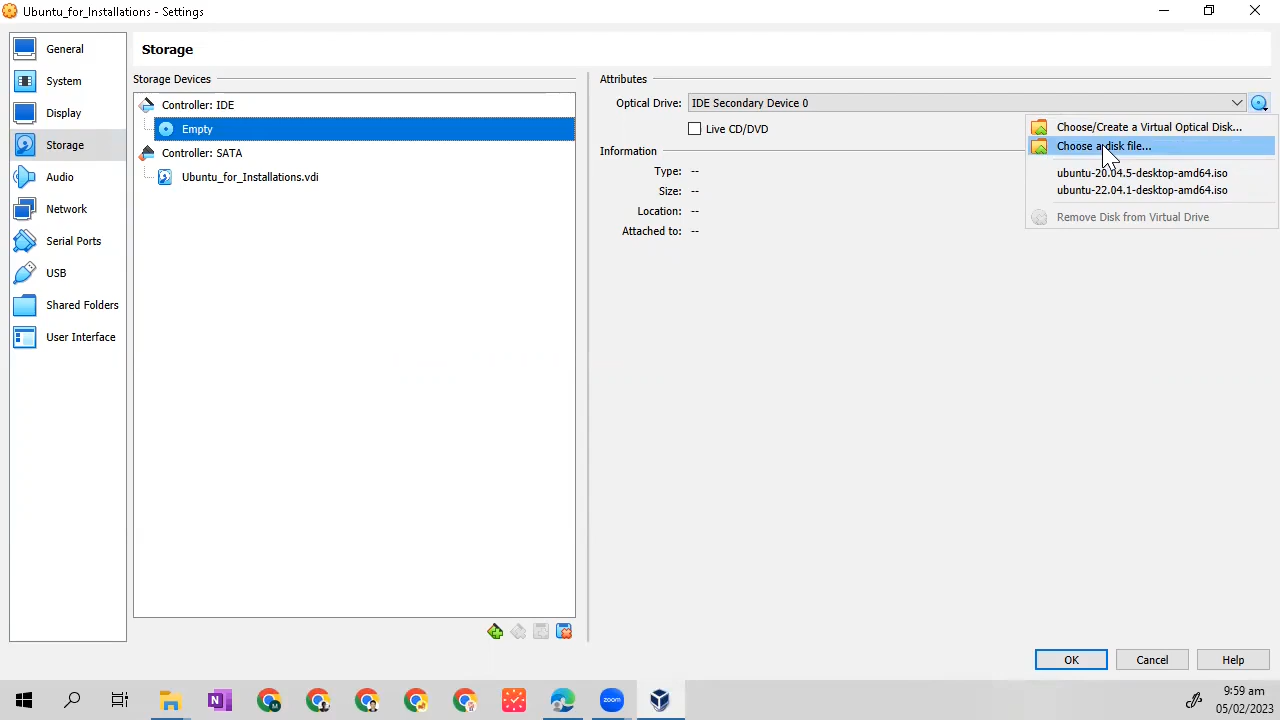 Ubuntu_for_Installations - Settings
General
System
Display
Storage
Audio
Network
Serial Ports
USB
Shared Folders
User Interface
Storage
Storage Devices
Controller: IDE
Empty
Controller: SATA
Ubuntu_for_Installations.vdi
Attributes
Optical Drive: IDE Secondary Device 0
Live CD/DVD
Information
Type: --
Size: --
Location: --
Attached to: --
Choose/Create a Virtual Optical Disk...
Choose a disk file...
ubuntu-20.04.5-desktop-amd64.iso
ubuntu-22.04.1-desktop-amd64.iso
Remove Disk from Virtual Drive
OK
Cancel
Help
zoom
9:59 am
05/02/2023